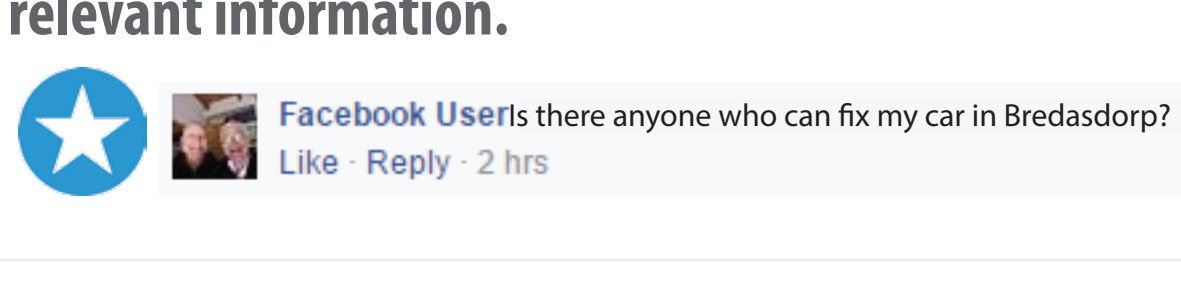 relevant information.
Facebook UserIs there anyone who can fix my car in Bredasdorp?
Like · Reply · 2 hrs